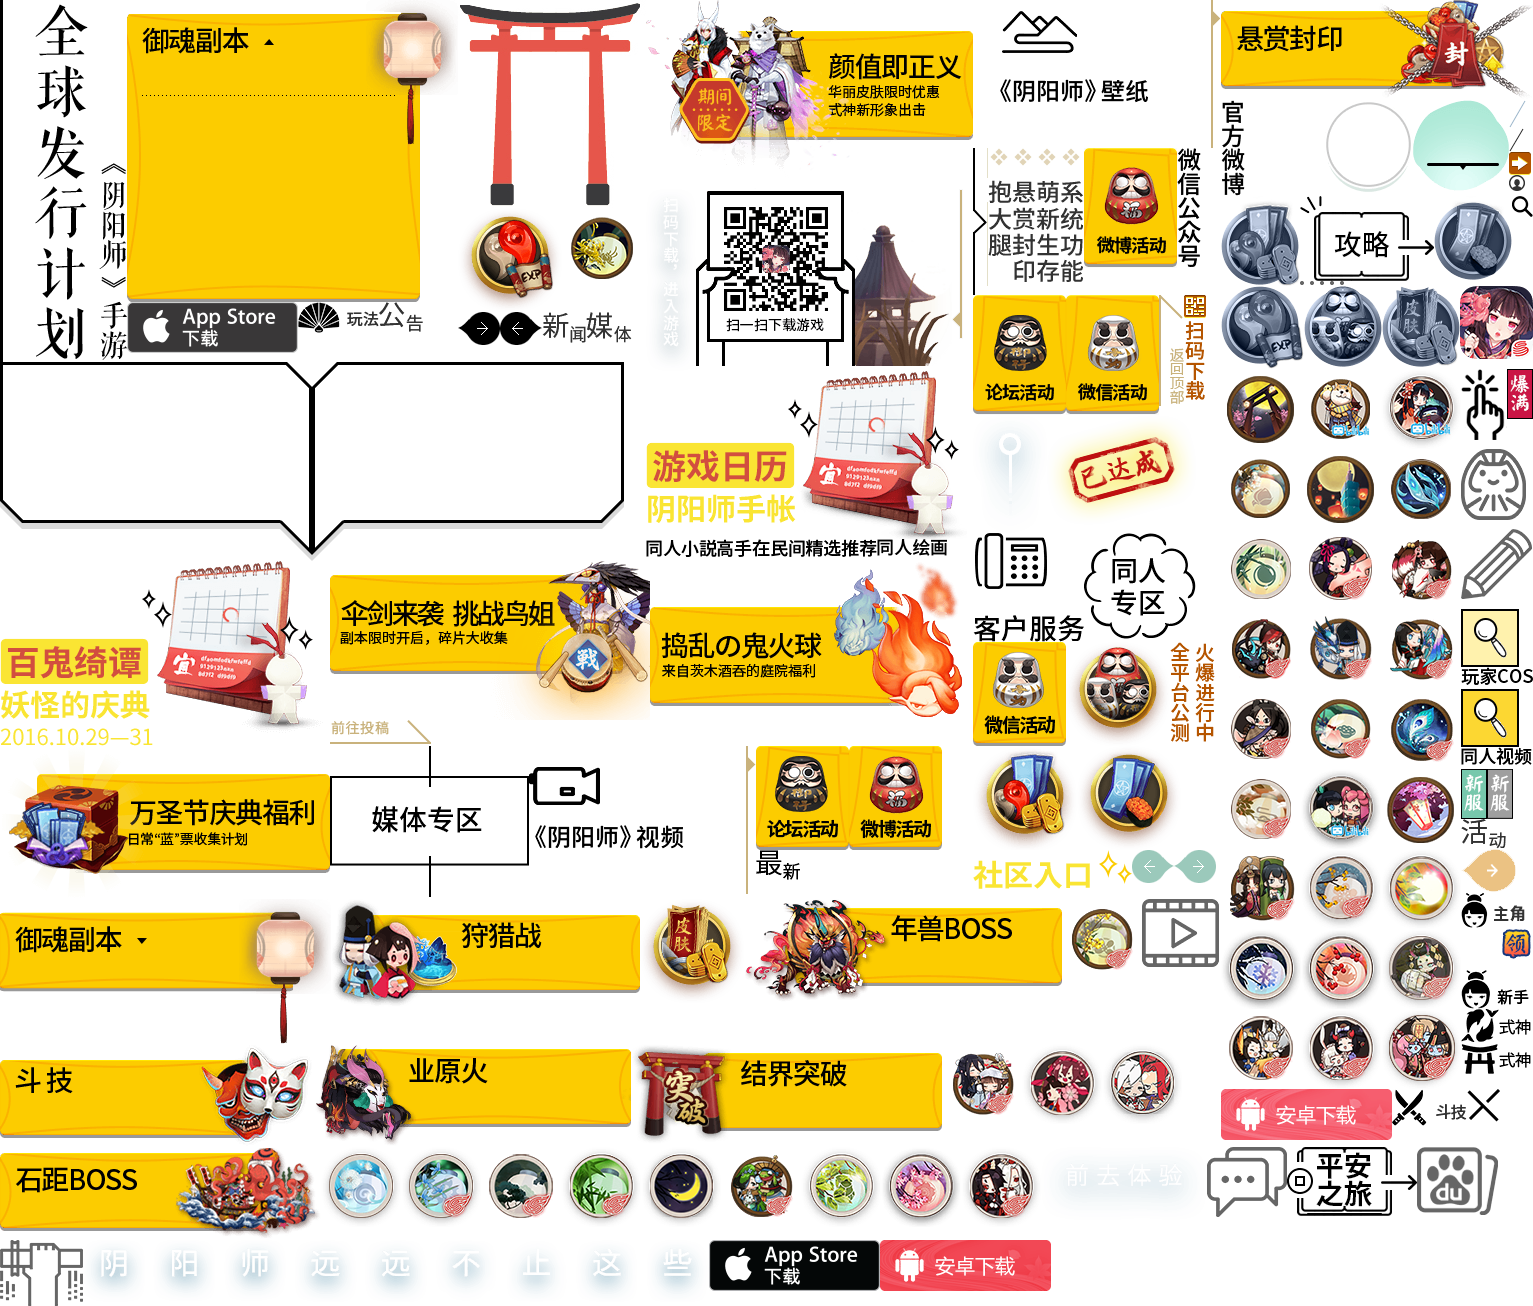 全球发行计划
《阴阳师》手游
御魂副本
App Store
下载
玩法公告
新闻媒体
EXP
颜值即正义
华丽皮肤限时优惠
式神新形象出击
期间
限定
扫码下载，进入游戏
扫一扫下载游戏
《阴阳师》壁纸
抱悬萌系
大赏新统
腿封生功
印存能
微博活动
微信公众号
论坛活动
微信活动
扫码下载
返回顶部
悬赏封印
封
官方微博
攻略
EXP
皮肤
爆满
游戏日历
阴阳师手帐
宜
已达成
同人小説高手在民间精选推荐同人绘画
客户服务
同人
专区
百鬼绮谭
妖怪的庆典
2016.10.29—31
宜
伞剑来袭 挑战鸟姐
副本限时开启，碎片大收集
戦
捣乱の鬼火球
来自茨木酒吞的庭院福利
微信活动
火爆进行中
全平台公测
玩家COS
同人视频
新服
新服
活动
前往投稿
万圣节庆典福利
日常“蓝”票收集计划
媒体专区
《阴阳师》视频
论坛活动
微博活动
最新
社区入口
主角
领
新手
式神
式神
御魂副本
狩猎战
皮肤
年兽BOSS
斗技
业原火
突破
结界突破
安卓下载
斗技
石距BOSS
前去体验
平安
之旅
du
阴阳师远远不止这些
App Store
下载
安卓下载